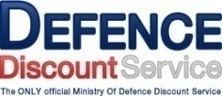 DEFENCE
Discount Service
The ONLY official Ministry Of Defence Discount Service